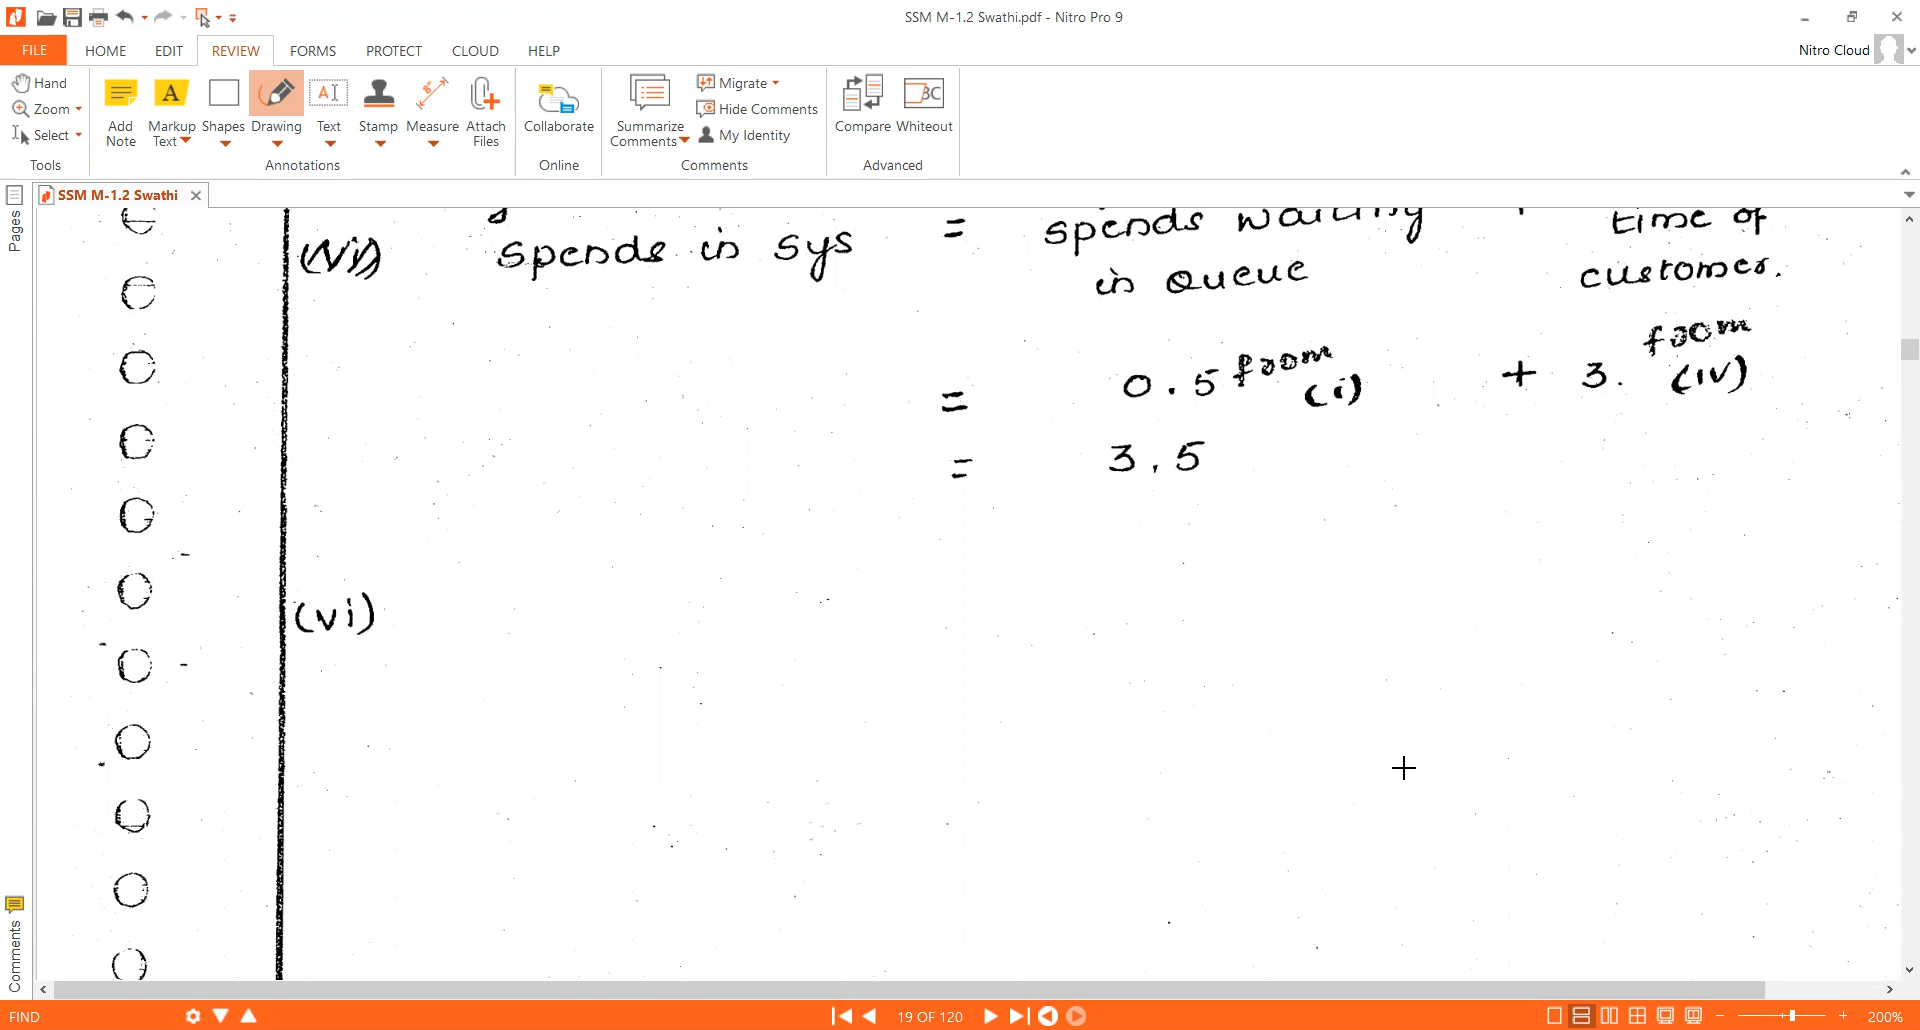 SSM M-1.2 Swathi.pdf - Nitro Pro 9
FILE HOME EDIT REVIEW FORMS PROTECT CLOUD HELP
Nitro Cloud
Hand
Zoom
Select
Tools
Add Note
Markup Text
Shapes
Drawing
Text
Stamp
Measure
Attach Files
Annotations
Collaborate
Online
Summarize Comments
Migrate
Hide Comments
My Identity
Comments
Compare
Whiteout
Advanced
SSM M-1.2 Swathi
Pages
= spends waiting time of
(vii) spends in sys
in Queue customer.
= 0.5 from (i) + 3. from (iv)
= 3.5
(vi)
Comments
FIND
19 OF 120
200%